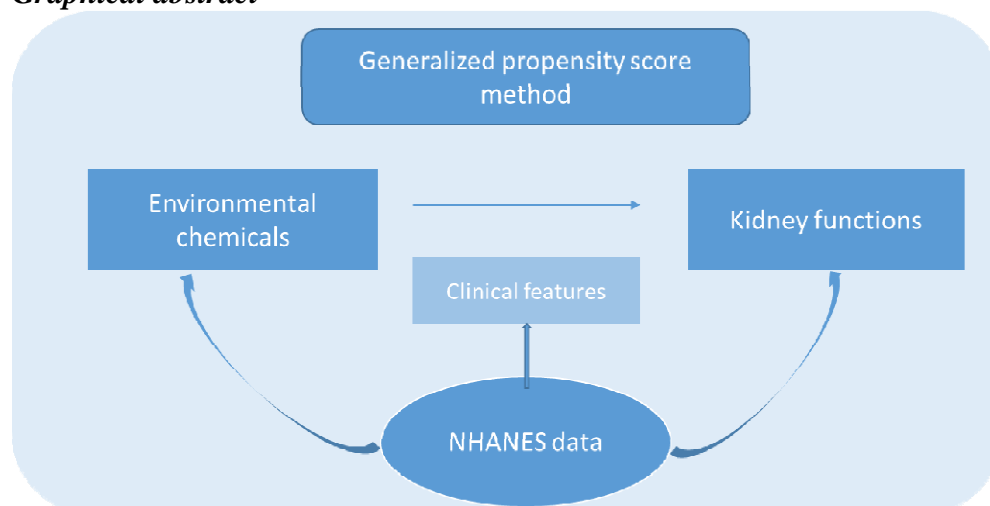 Graphical abstract
Generalized propensity score
method
Environmental
chemicals
Kidney functions
Clinical features
NHANES data